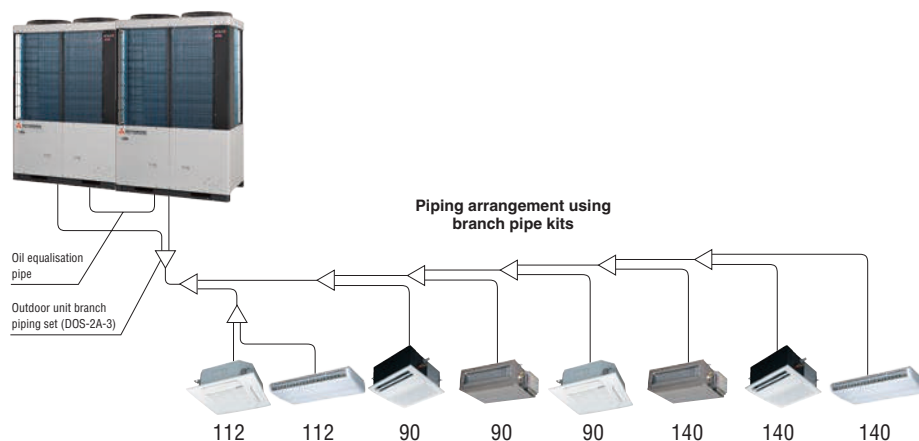 Piping arrangement using
branch pipe kits
Oil equalisation
pipe
Outdoor unit branch
piping set (DOS-2A-3)
112
112
90
90
90
140
140
140